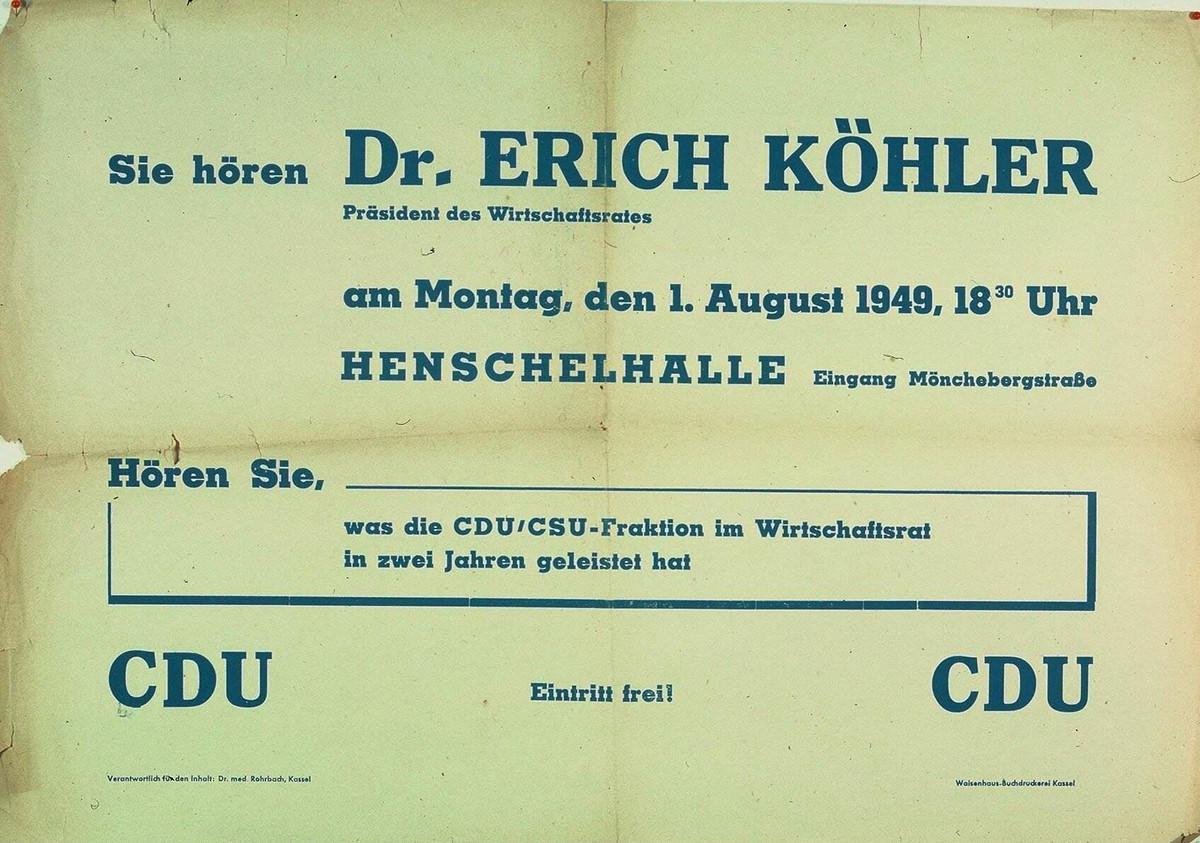 Sie hören Dr. ERICH KÖHLER
Präsident des Wirtschaftsrates
am Montag, den 1. August 1949, 18³⁰ Uhr
HENSCHELHALLE Eingang Mönchebergstraße
Hören Sie,
was die CDU/CSU-Fraktion im Wirtschaftsrat
in zwei Jahren geleistet hat
CDU Eintritt frei! CDU
Verantwortlich für den Inhalt: Dr. med. Rohrbach, Kassel Waisenhaus-Buchdruckerei Kassel